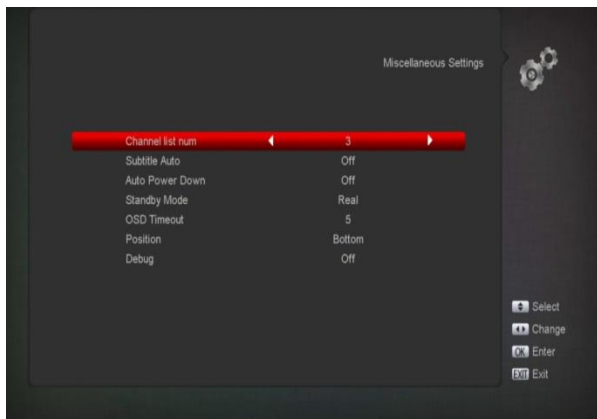 Miscellaneous Settings
Channel list num 3
Subtitle Auto Off
Auto Power Down Off
Standby Mode Real
OSD Timeout 5
Position Bottom
Debug Off
Select
Change
OK Enter
EXIT Exit